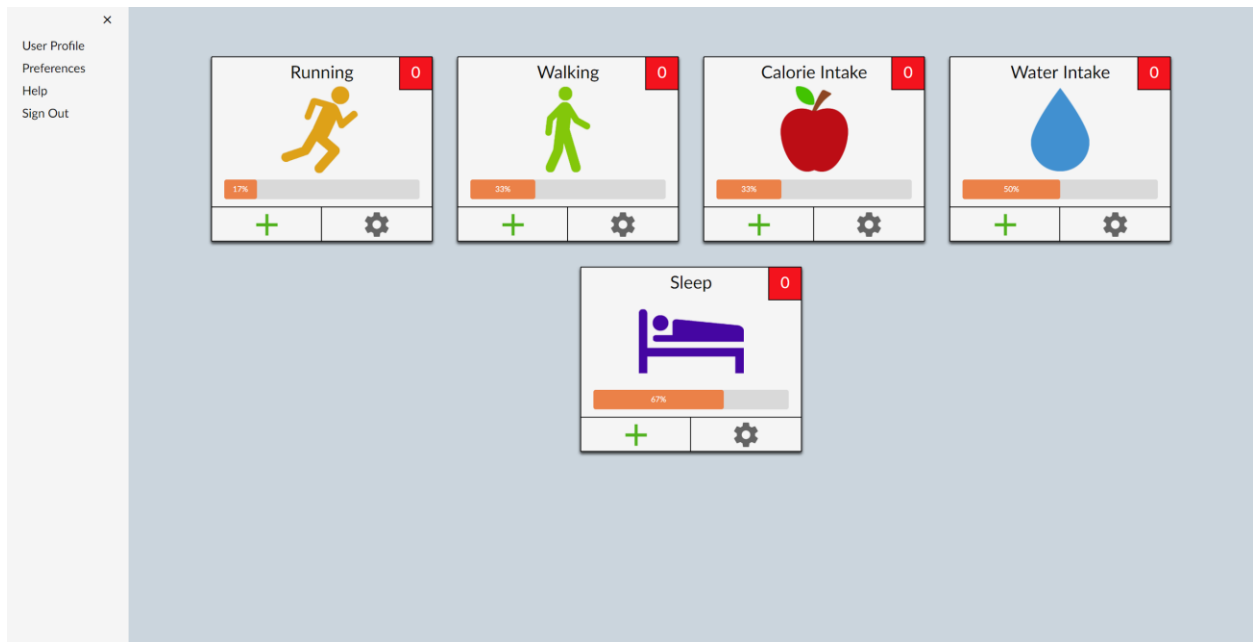 ×
User Profile
Preferences
Help
Sign Out
Running 0
17%
Walking 0
33%
Calorie Intake 0
33%
Water Intake 0
50%
Sleep 0
67%